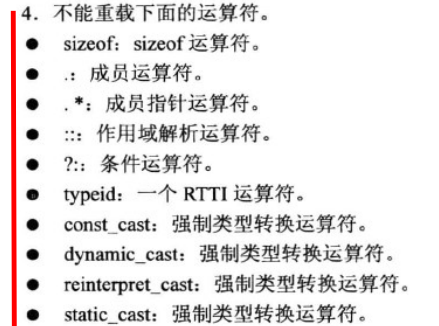 4. 不能重载下面的运算符。
● sizeof：sizeof 运算符。
● .：成员运算符。
● . *：成员指针运算符。
● ::：作用域解析运算符。
● ?:：条件运算符。
● typeid：一个 RTTI 运算符。
● const_cast：强制类型转换运算符。
● dynamic_cast：强制类型转换运算符。
● reinterpret_cast：强制类型转换运算符。
● static_cast：强制类型转换运算符。